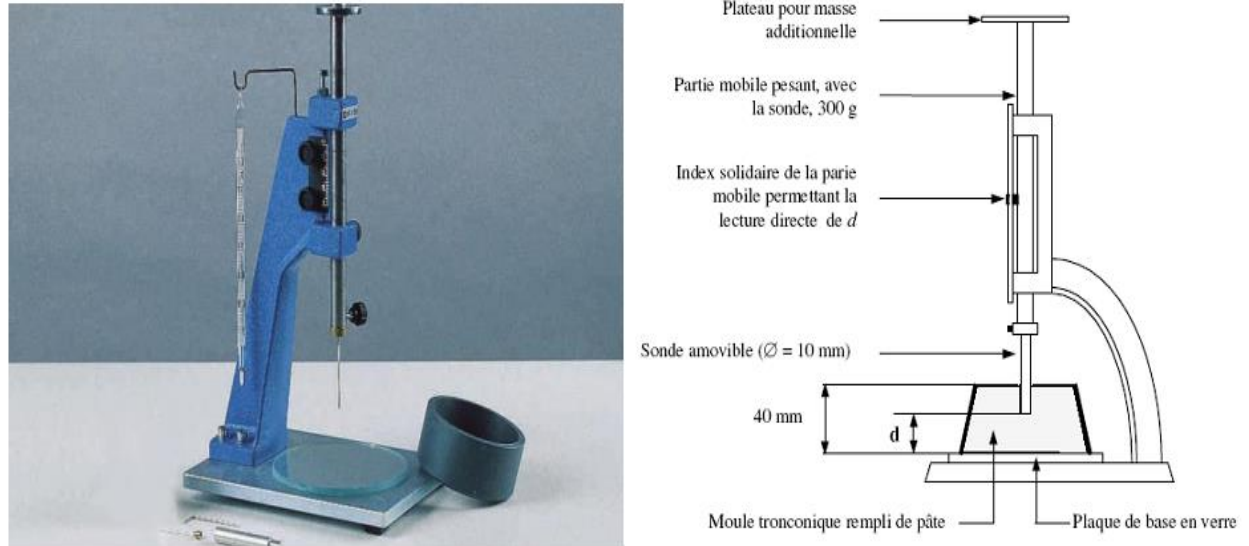 Plateau pour masse
additionnelle
Partie mobile pesant, avec
la sonde, 300 g
Index solidaire de la parie
mobile permettant la
lecture directe de d
Sonde amovible (Ø = 10 mm)
40 mm
d
Moule tronconique rempli de pâte
Plaque de base en verre